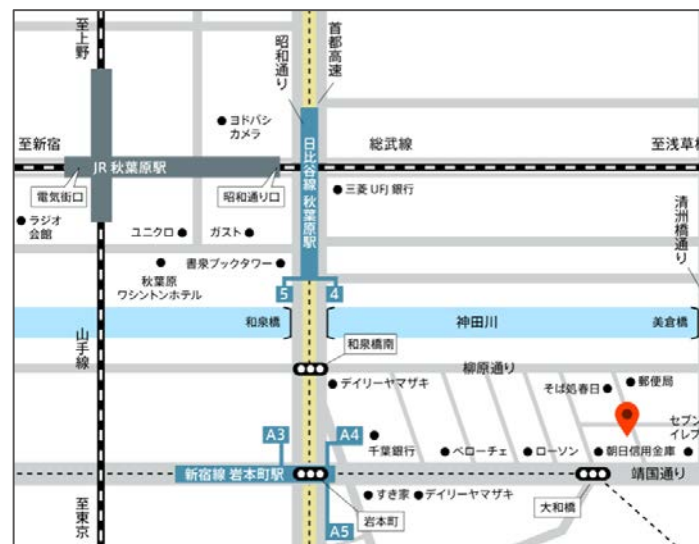 至上野
昭和通り
首都高速
ヨドバシ
カメラ
至新宿
総武線
至浅草橋
JR 秋葉原駅
日比谷線 秋葉原駅
電気街口
昭和通り口
三菱 UFJ 銀行
清洲橋通り
ラジオ
会館
ユニクロ
ガスト
書泉ブックタワー
秋葉原
ワシントンホテル
5
4
和泉橋
神田川
美倉橋
山手線
和泉橋南
柳原通り
デイリーヤマザキ
そば処春日
郵便局
セブン
イレブ
A3
A4
千葉銀行
ベローチェ
ローソン
朝日信用金庫
新宿線 岩本町駅
靖国通り
すき家
デイリーヤマザキ
大和橋
岩本町
至東京
A5